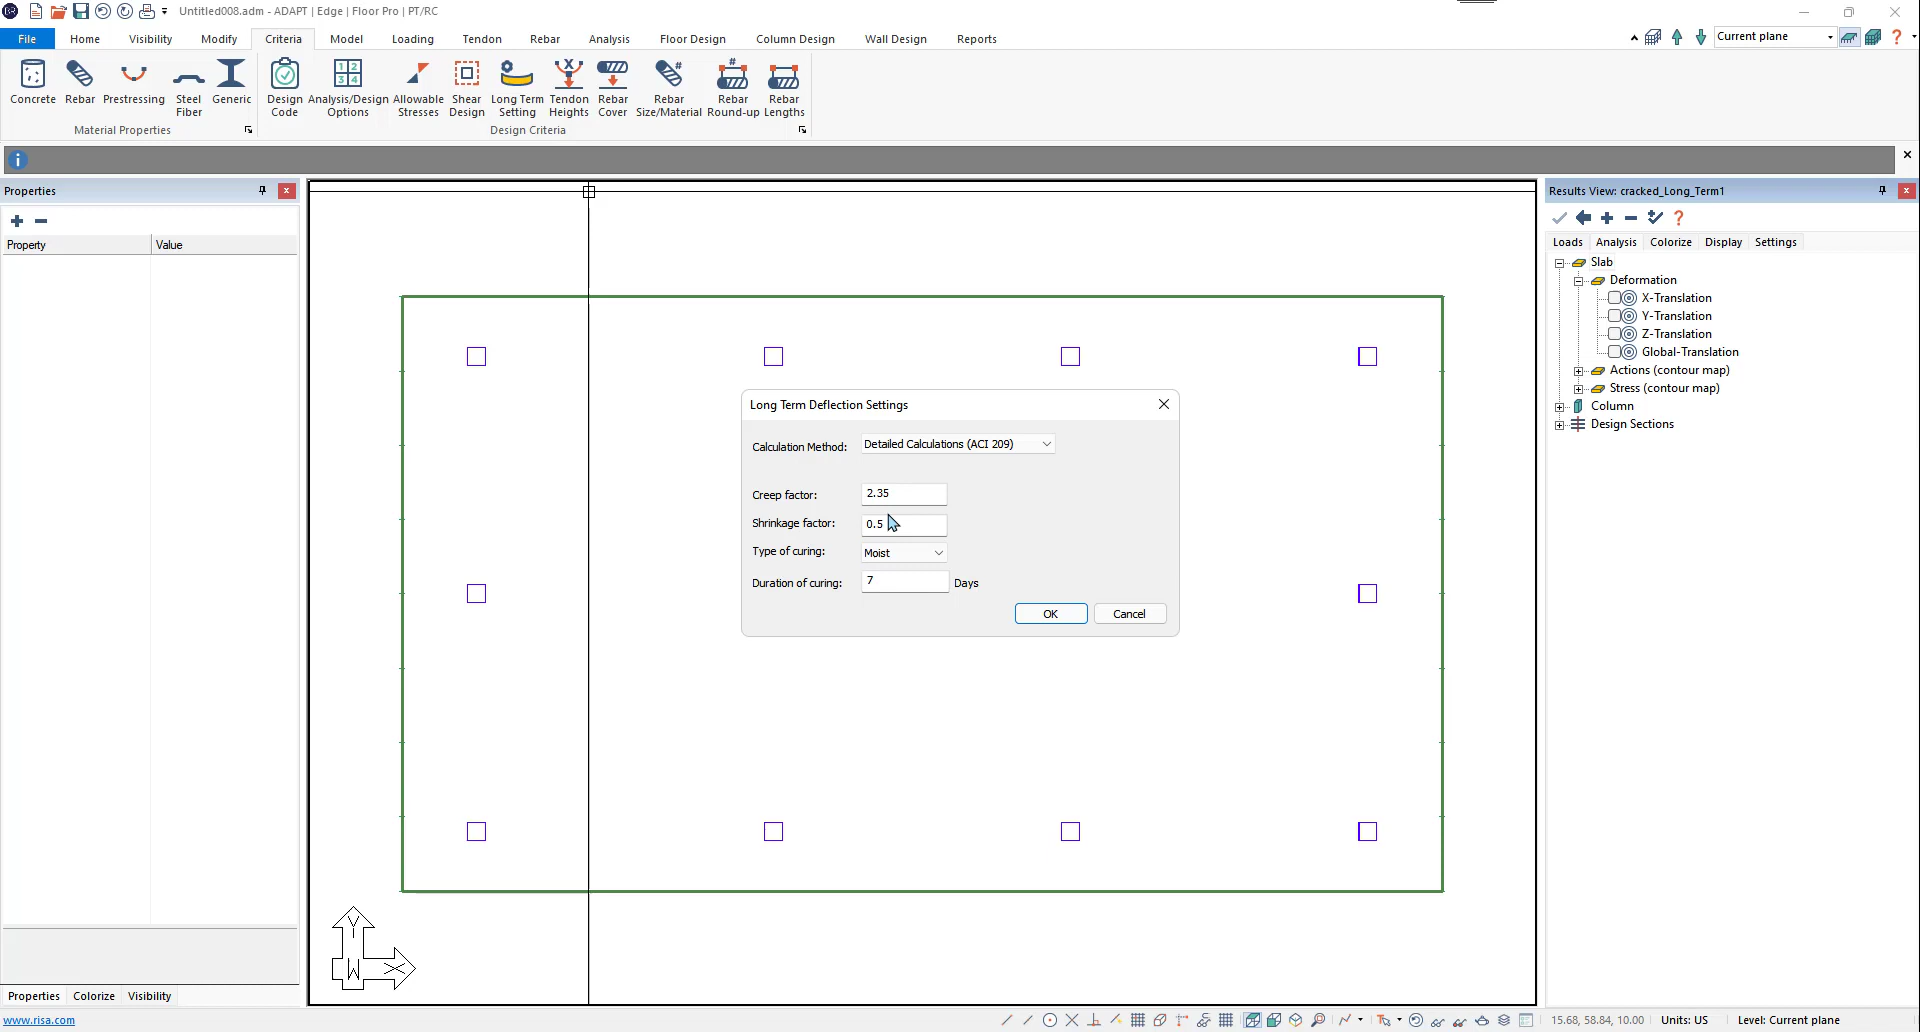 Untitled008.adm - ADAPT | Edge | Floor Pro | PT/RC
File Home Visibility Modify Criteria Model Loading Tendon Rebar Analysis Floor Design Column Design Wall Design Reports
Current plane
Concrete Rebar Prestressing Steel Fiber Generic
Material Properties
Design Code Analysis/Design Options Allowable Stresses Shear Design Long Term Setting Tendon Heights Rebar Cover Rebar Size/Material Rebar Round-up Rebar Lengths
Design Criteria
Properties
Property Value
Long Term Deflection Settings
Calculation Method: Detailed Calculations (ACI 209)
Creep factor: 2.35
Shrinkage factor: 0.5
Type of curing: Moist
Duration of curing: 7 Days
OK Cancel
Y
W X
Results View: cracked_Long_Term1
Loads Analysis Colorize Display Settings
Slab
Deformation
X-Translation
Y-Translation
Z-Translation
Global-Translation
Actions (contour map)
Stress (contour map)
Column
Design Sections
Properties Colorize Visibility
www.risa.com
15.68, 58.84, 10.00 Units: US Level: Current plane